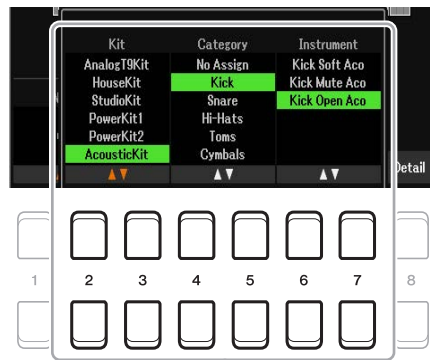 Kit Category Instrument
AnalogT9Kit No Assign Kick Soft Aco
HouseKit Kick Kick Mute Aco
StudioKit Snare Kick Open Aco
PowerKit1 Hi-Hats
PowerKit2 Toms
AcousticKit Cymbals
Detail
1 2 3 4 5 6 7 8